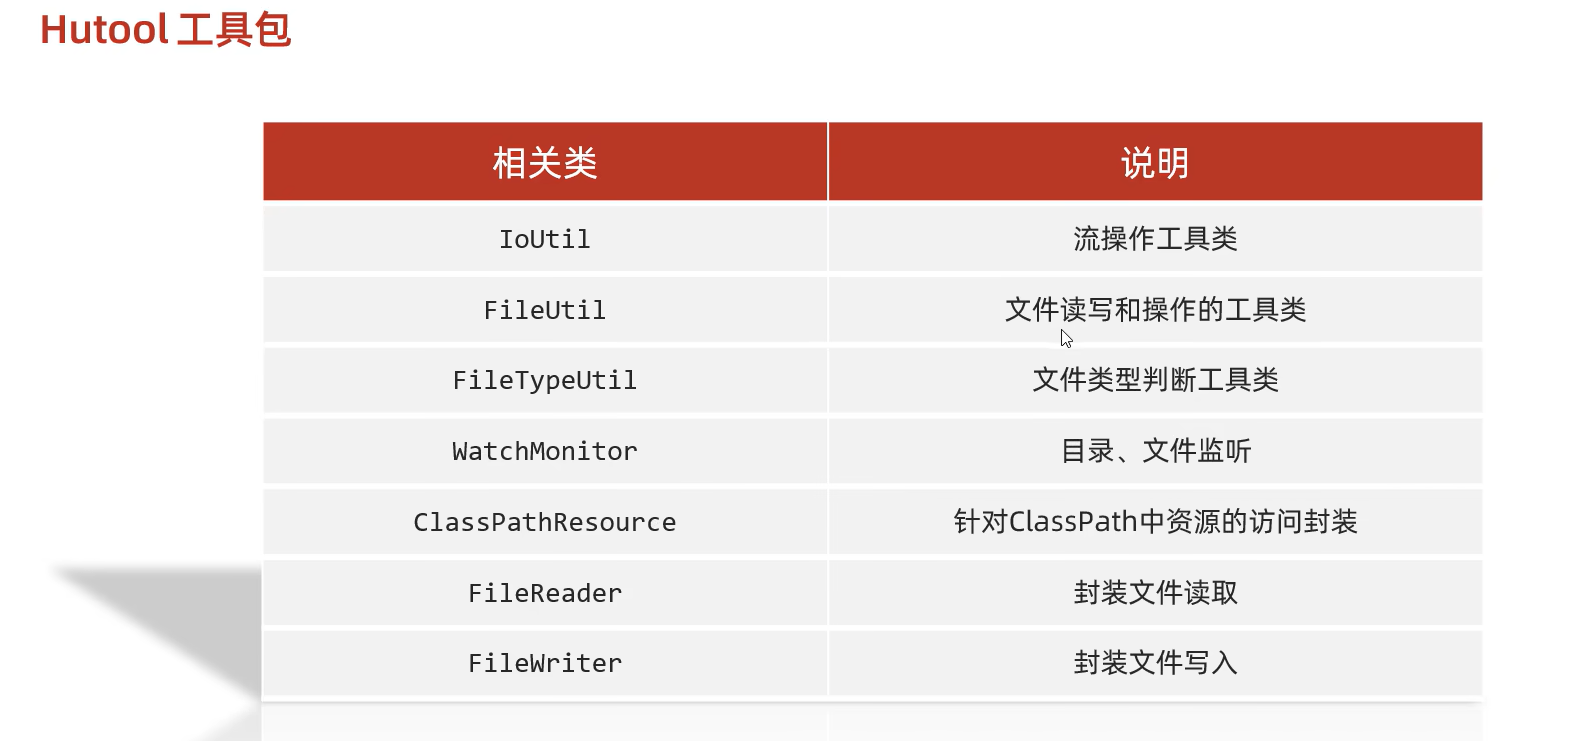 Hutool 工具包
相关类 说明
IoUtil 流操作工具类
FileUtil 文件读写和操作的工具类
FileTypeUtil 文件类型判断工具类
WatchMonitor 目录、文件监听
ClassPathResource 针对ClassPath中资源的访问封装
FileReader 封装文件读取
FileWriter 封装文件写入